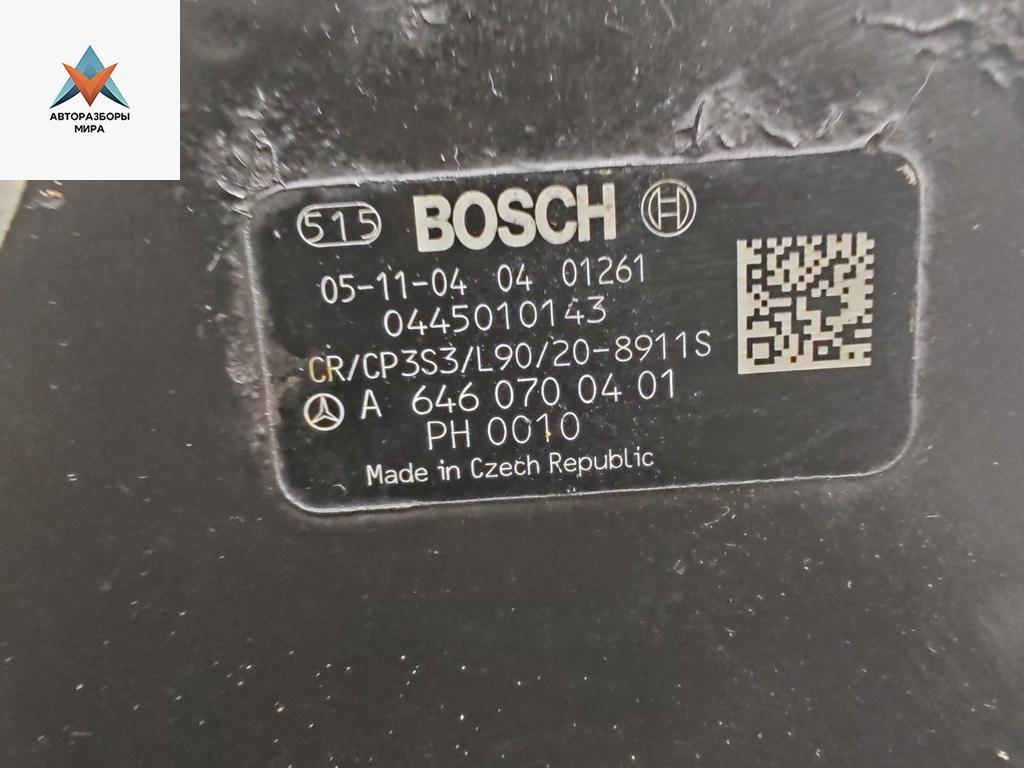 АВТОРАЗБОРЫ
МИРА
515 BOSCH
05-11-04 04 01261
0445010143
CR/CP3S3/L90/20-8911S
A 646 070 04 01
PH 0010
Made in Czech Republic